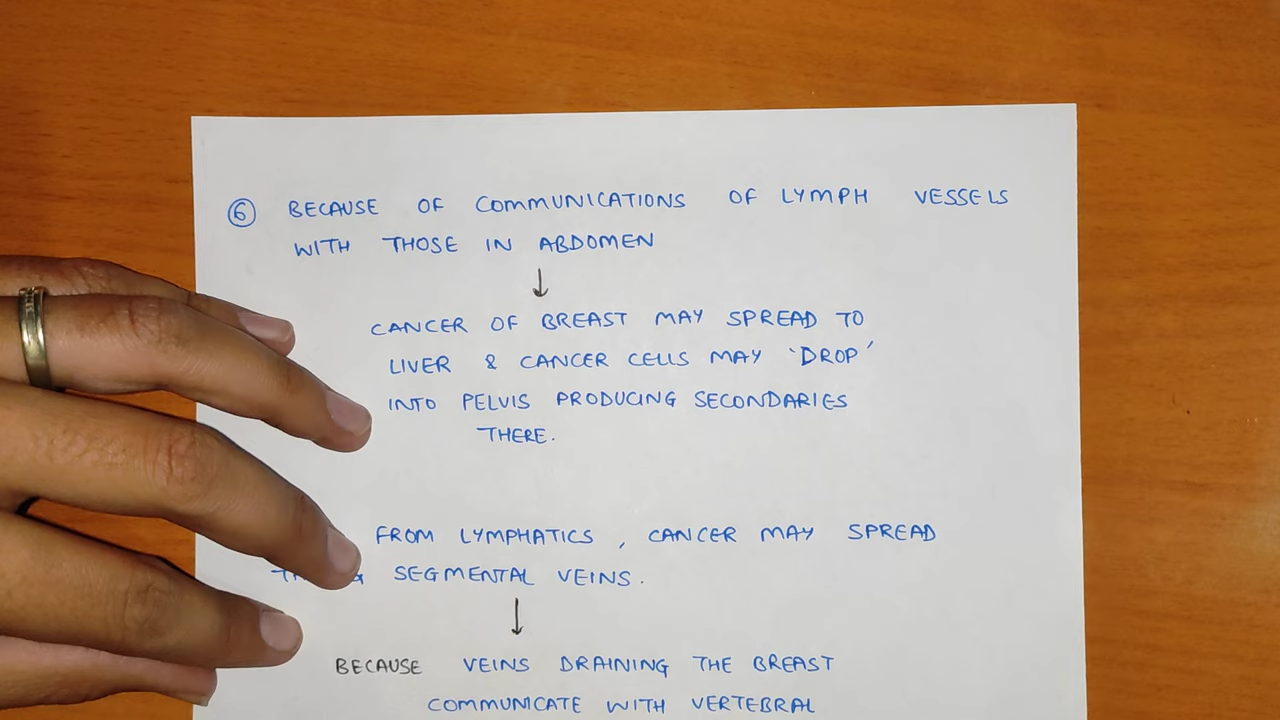 ⑥ BECAUSE OF COMMUNICATIONS OF LYMPH VESSELS
WITH THOSE IN ABDOMEN
↓
CANCER OF BREAST MAY SPREAD TO
LIVER & CANCER CELLS MAY 'DROP'
INTO PELVIS PRODUCING SECONDARIES
THERE.
FROM LYMPHATICS, CANCER MAY SPREAD
SEGMENTAL VEINS.
↓
BECAUSE VEINS DRAINING THE BREAST
COMMUNICATE WITH VERTEBRAL